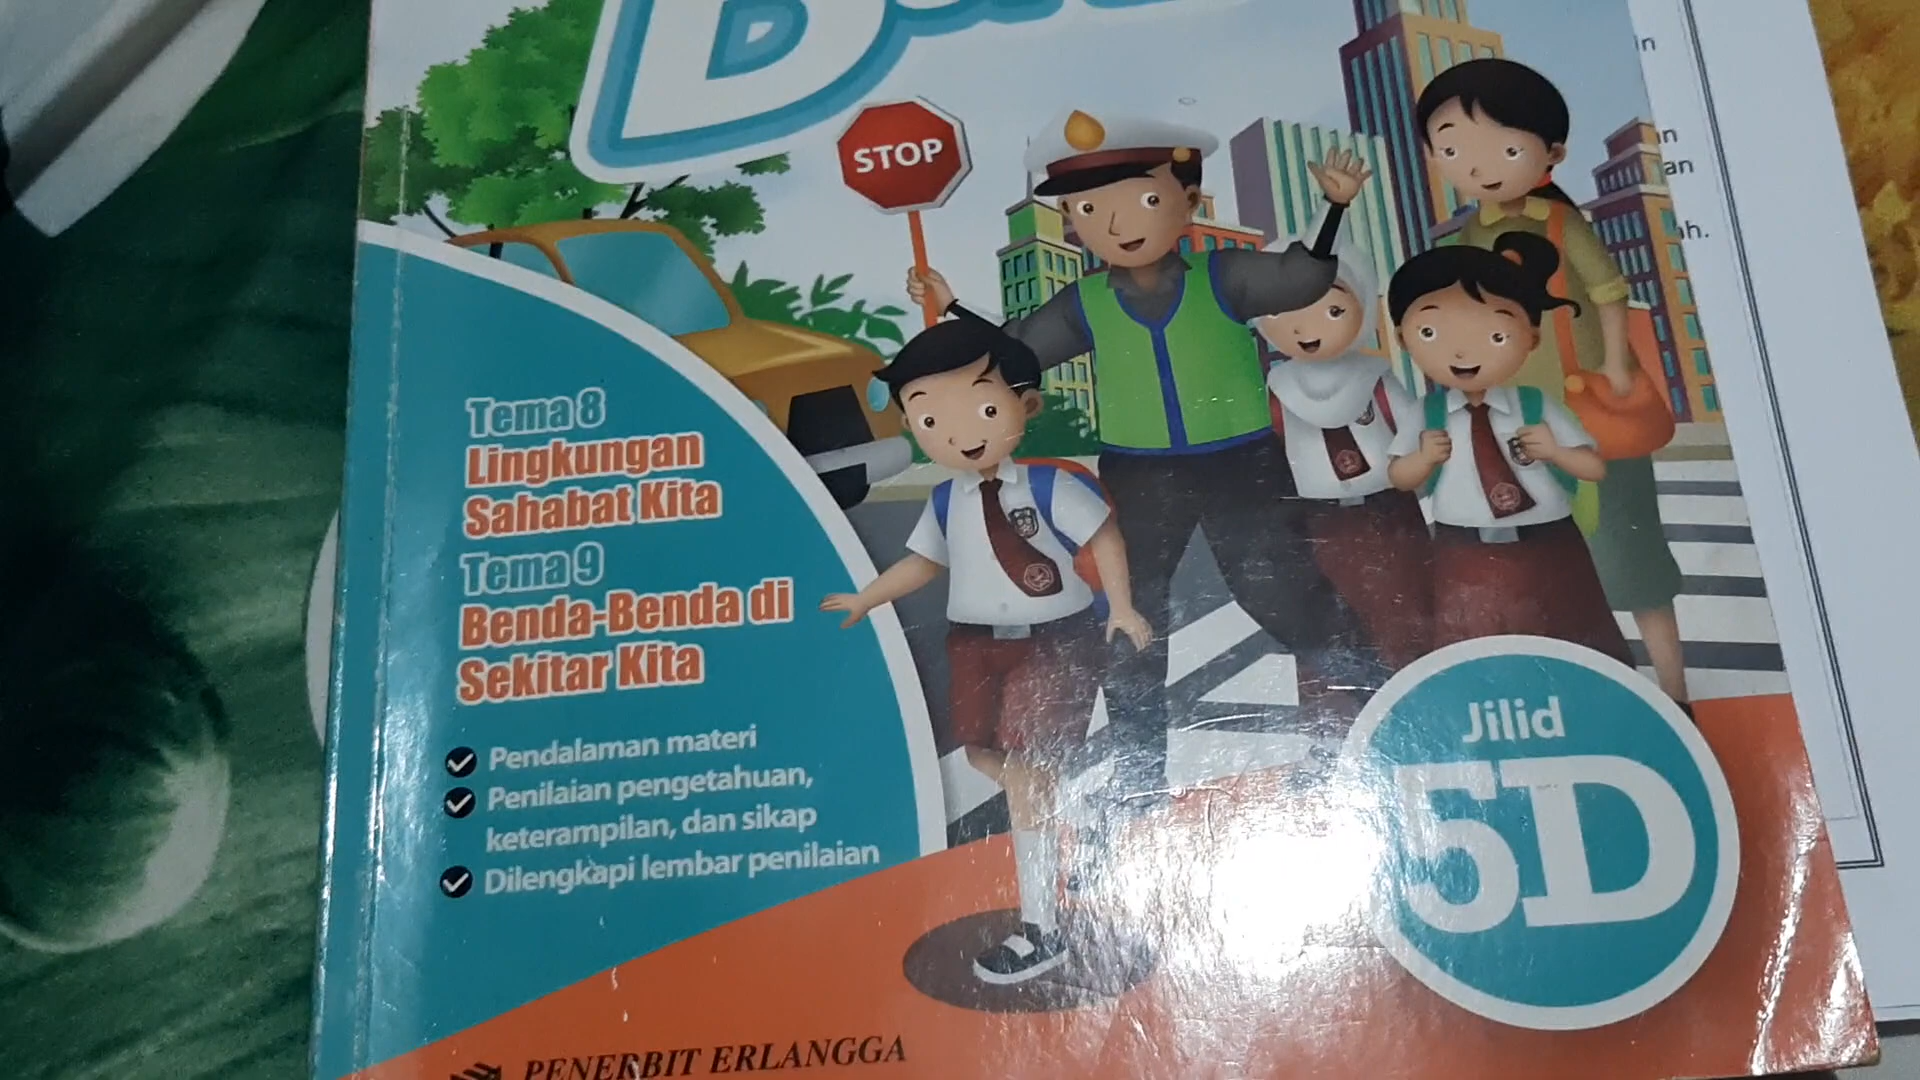 STOP
Tema 8
Lingkungan
Sahabat Kita
Tema 9
Benda-Benda di
Sekitar Kita
Pendalaman materi
Penilaian pengetahuan,
keterampilan, dan sikap
Dilengkapi lembar penilaian
Jilid
5D
PENERBIT ERLANGGA